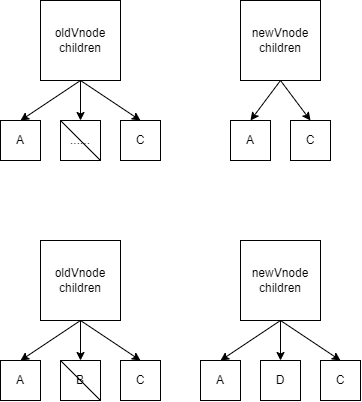 oldVnode
children
newVnode
children
A
......
C
A
C
oldVnode
children
newVnode
children
A
B
C
A
D
C